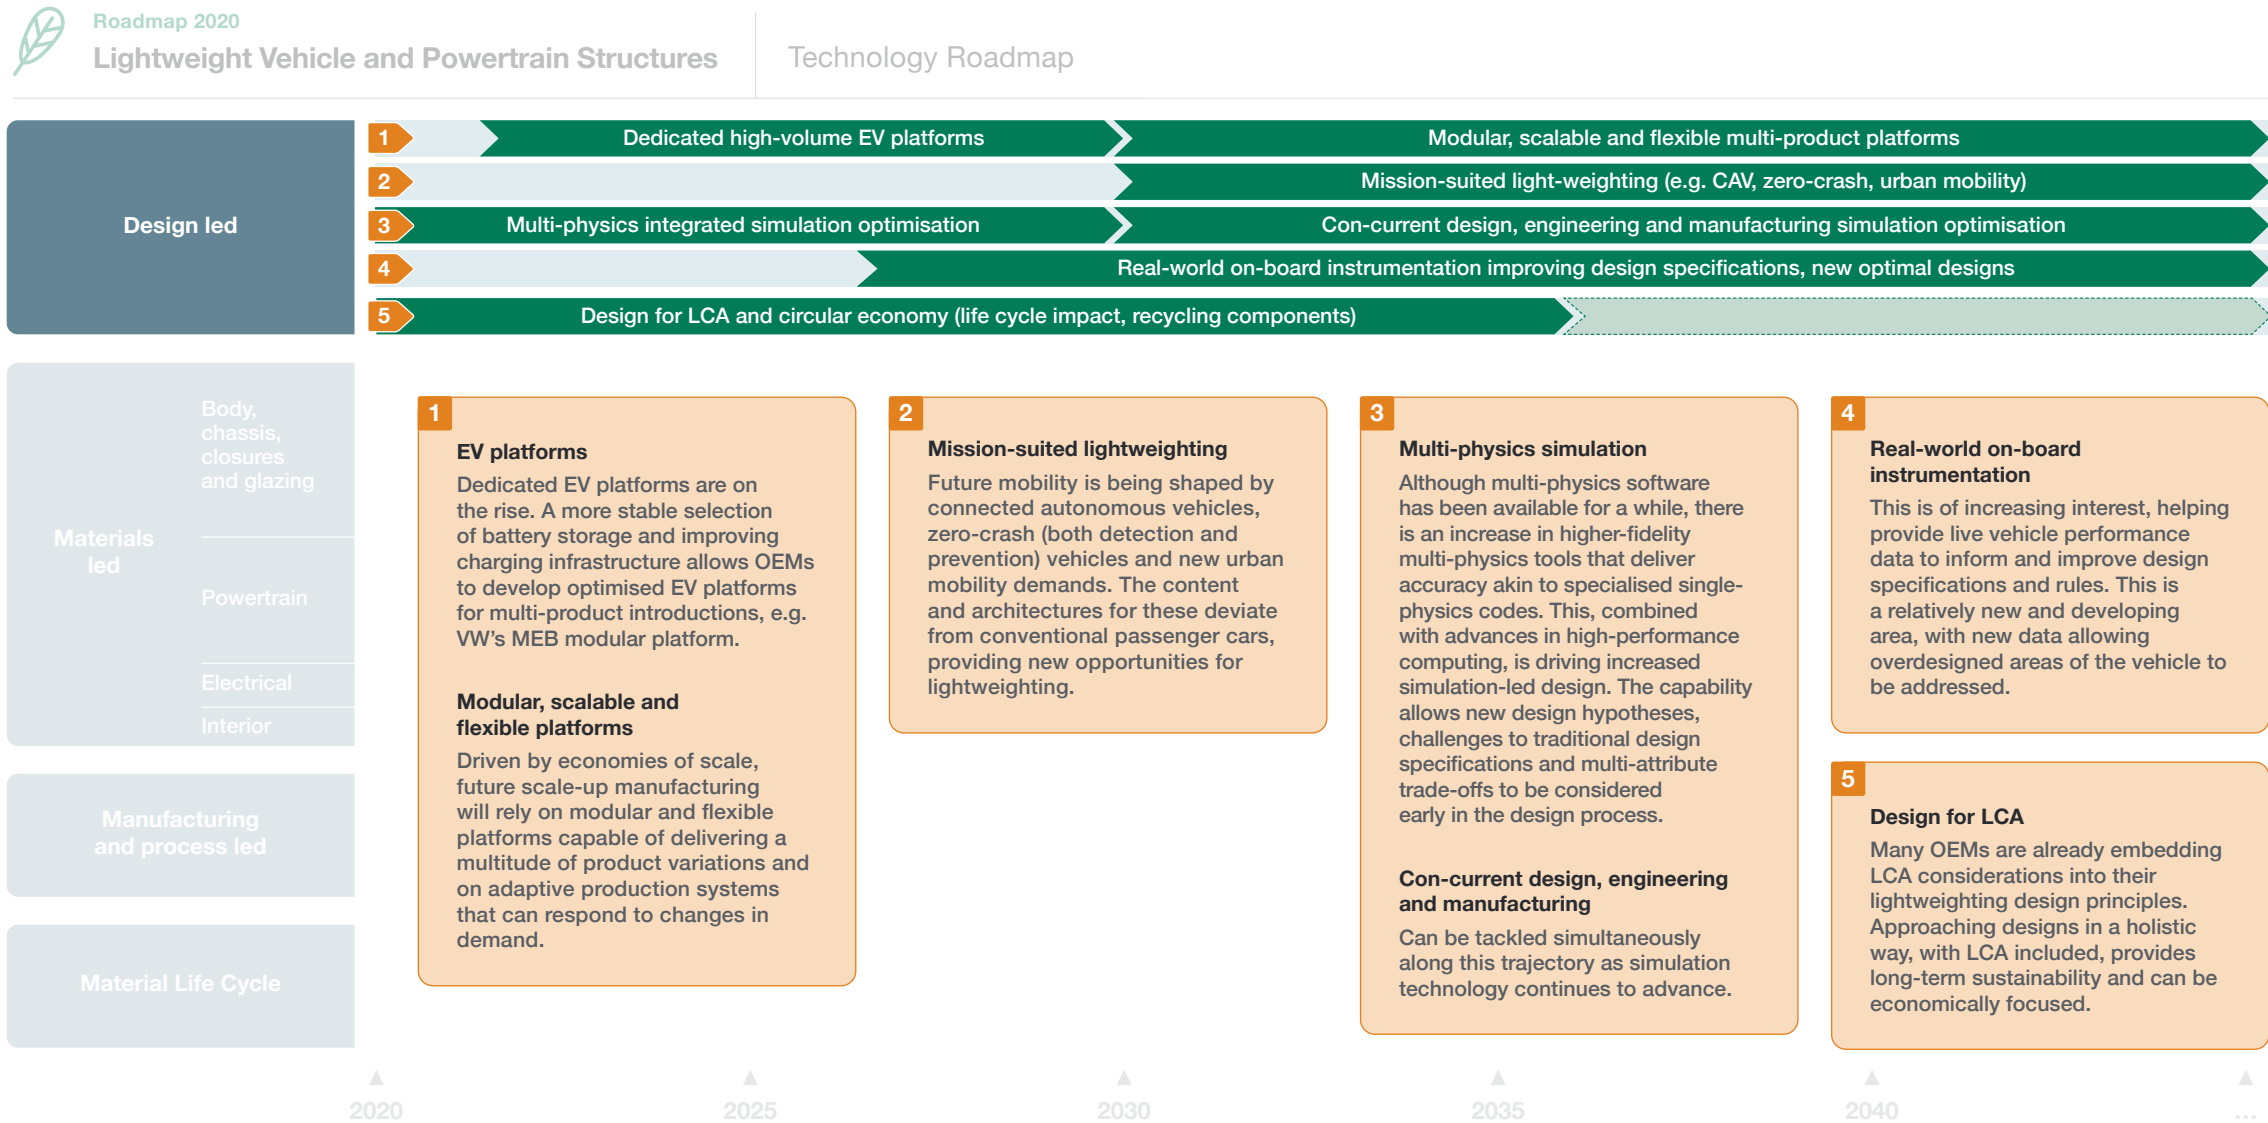 Roadmap 2020
Lightweight Vehicle and Powertrain Structures
Technology Roadmap
Design led
1
Dedicated high-volume EV platforms
Modular, scalable and flexible multi-product platforms
2
Mission-suited light-weighting (e.g. CAV, zero-crash, urban mobility)
3
Multi-physics integrated simulation optimisation
Con-current design, engineering and manufacturing simulation optimisation
4
Real-world on-board instrumentation improving design specifications, new optimal designs
5
Design for LCA and circular economy (life cycle impact, recycling components)
Materials
led
Body,
chassis,
closures
and glazing
Powertrain
Electrical
Interior
Manufacturing
and process led
Material Life Cycle
1
EV platforms
Dedicated EV platforms are on
the rise. A more stable selection
of battery storage and improving
charging infrastructure allows OEMs
to develop optimised EV platforms
for multi-product introductions, e.g.
VW’s MEB modular platform.
Modular, scalable and
flexible platforms
Driven by economies of scale,
future scale-up manufacturing
will rely on modular and flexible
platforms capable of delivering a
multitude of product variations and
on adaptive production systems
that can respond to changes in
demand.
2
Mission-suited lightweighting
Future mobility is being shaped by
connected autonomous vehicles,
zero-crash (both detection and
prevention) vehicles and new urban
mobility demands. The content
and architectures for these deviate
from conventional passenger cars,
providing new opportunities for
lightweighting.
3
Multi-physics simulation
Although multi-physics software
has been available for a while, there
is an increase in higher-fidelity
multi-physics tools that deliver
accuracy akin to specialised single-
physics codes. This, combined
with advances in high-performance
computing, is driving increased
simulation-led design. The capability
allows new design hypotheses,
challenges to traditional design
specifications and multi-attribute
trade-offs to be considered
early in the design process.
Con-current design, engineering
and manufacturing
Can be tackled simultaneously
along this trajectory as simulation
technology continues to advance.
4
Real-world on-board
instrumentation
This is of increasing interest, helping
provide live vehicle performance
data to inform and improve design
specifications and rules. This is
a relatively new and developing
area, with new data allowing
overdesigned areas of the vehicle to
be addressed.
5
Design for LCA
Many OEMs are already embedding
LCA considerations into their
lightweighting design principles.
Approaching designs in a holistic
way, with LCA included, provides
long-term sustainability and can be
economically focused.
2020
2025
2030
2035
2040
...